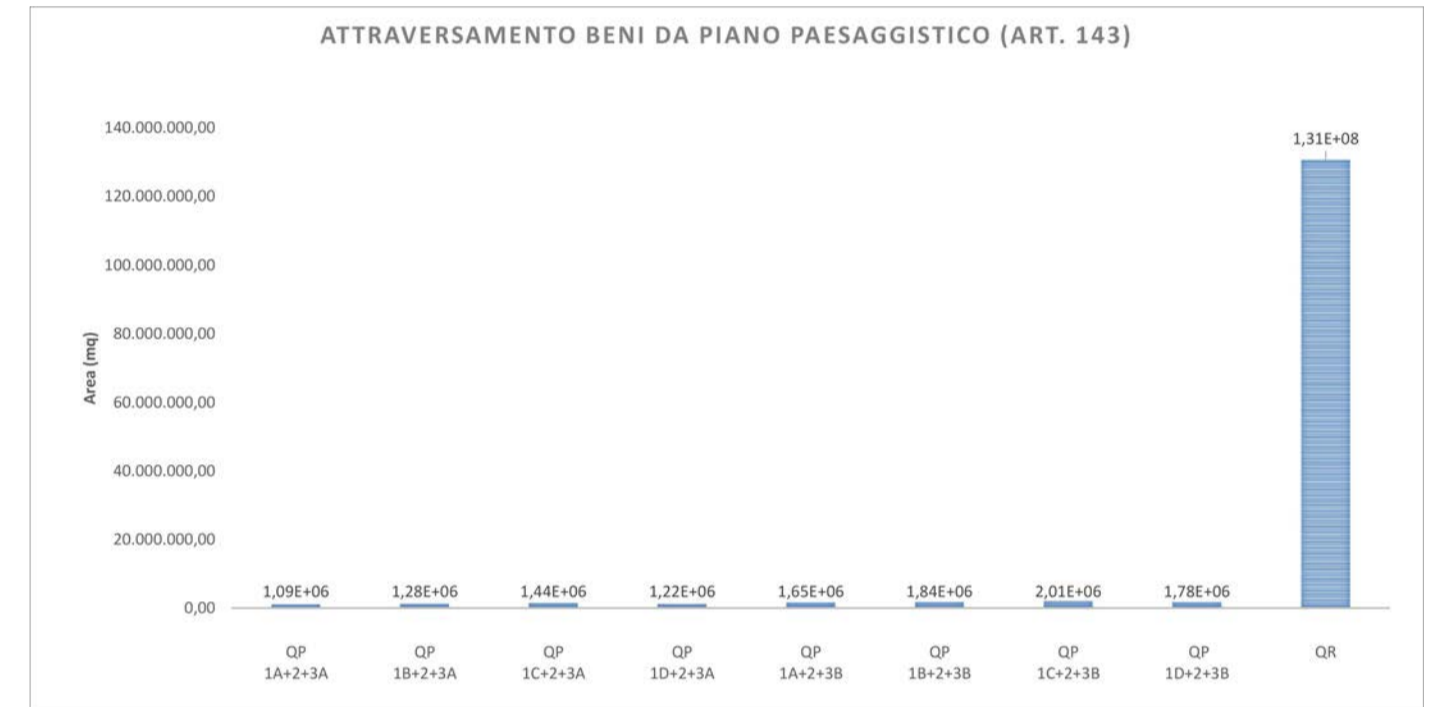 ATTRAVERSAMENTO BENI DA PIANO PAESAGGISTICO (ART. 143)
140.000.000,00
120.000.000,00
100.000.000,00
80.000.000,00
60.000.000,00
40.000.000,00
20.000.000,00
0,00
Area (mq)
1,09E+06 1,28E+06 1,44E+06 1,22E+06 1,65E+06 1,84E+06 2,01E+06 1,78E+06 1,31E+08
QP QP QP QP QP QP QP QP QR
1A+2+3A 1B+2+3A 1C+2+3A 1D+2+3A 1A+2+3B 1B+2+3B 1C+2+3B 1D+2+3B